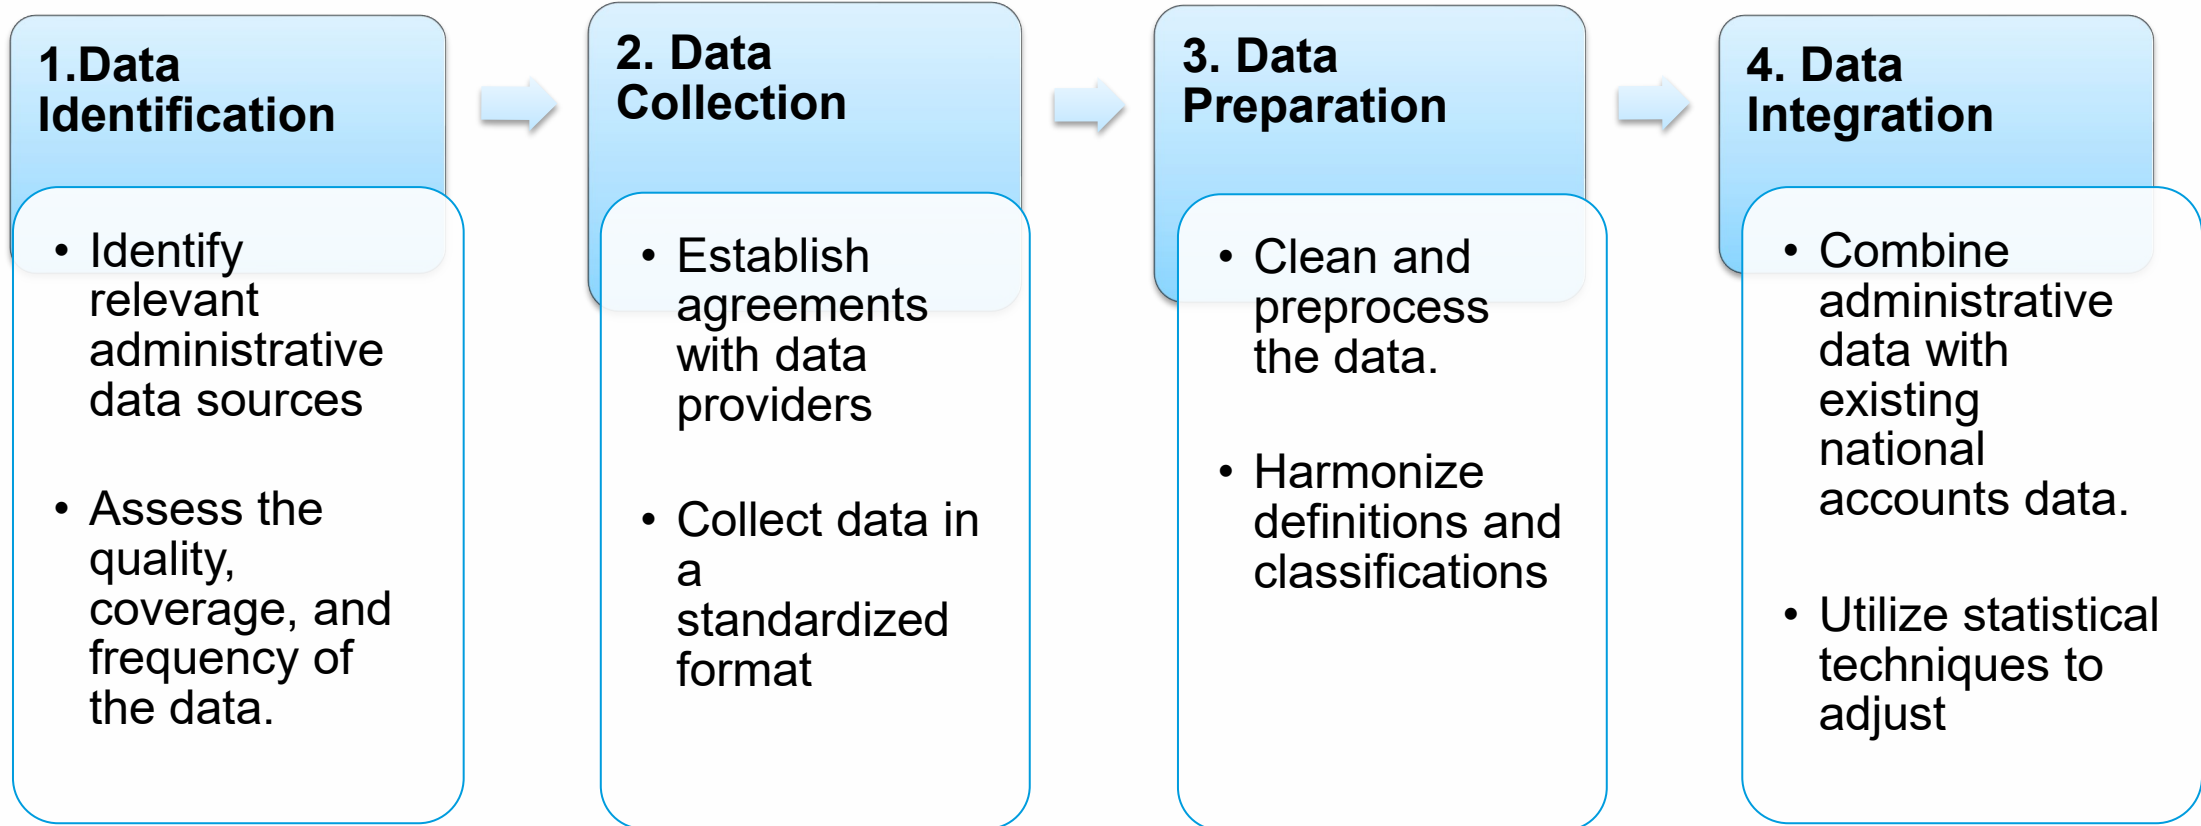 1.Data
Identification
• Identify
relevant
administrative
data sources
• Assess the
quality,
coverage, and
frequency of
the data.
2. Data
Collection
• Establish
agreements
with data
providers
• Collect data in
a
standardized
format
3. Data
Preparation
• Clean and
preprocess
the data.
• Harmonize
definitions and
classifications
4. Data
Integration
• Combine
administrative
data with
existing
national
accounts data.
• Utilize statistical
techniques to
adjust